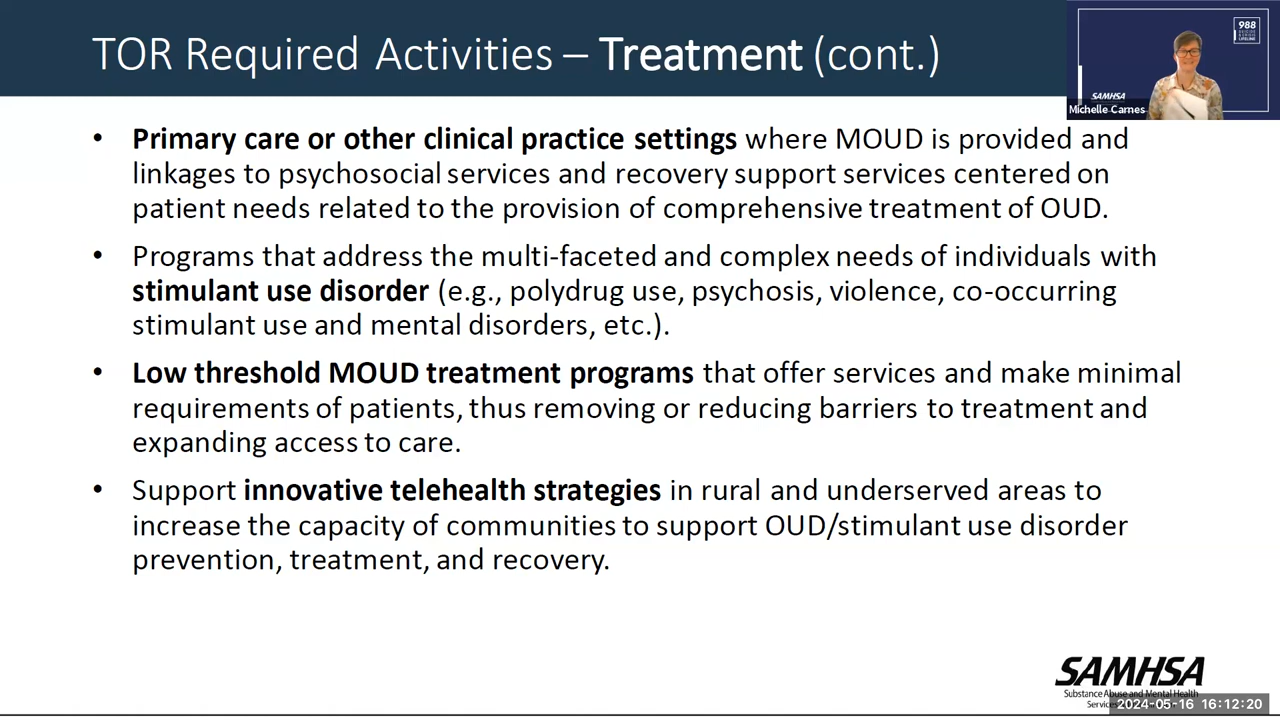 TOR Required Activities – Treatment (cont.)
988
SUICIDE
& CRISIS
LIFELINE
SAMHSA
Michelle Carnes
• Primary care or other clinical practice settings where MOUD is provided and
linkages to psychosocial services and recovery support services centered on
patient needs related to the provision of comprehensive treatment of OUD.
• Programs that address the multi-faceted and complex needs of individuals with
stimulant use disorder (e.g., polydrug use, psychosis, violence, co-occurring
stimulant use and mental disorders, etc.).
• Low threshold MOUD treatment programs that offer services and make minimal
requirements of patients, thus removing or reducing barriers to treatment and
expanding access to care.
• Support innovative telehealth strategies in rural and underserved areas to
increase the capacity of communities to support OUD/stimulant use disorder
prevention, treatment, and recovery.
SAMHSA
Substance Abuse and Mental Health
Services
2024-05-16 16:12:20